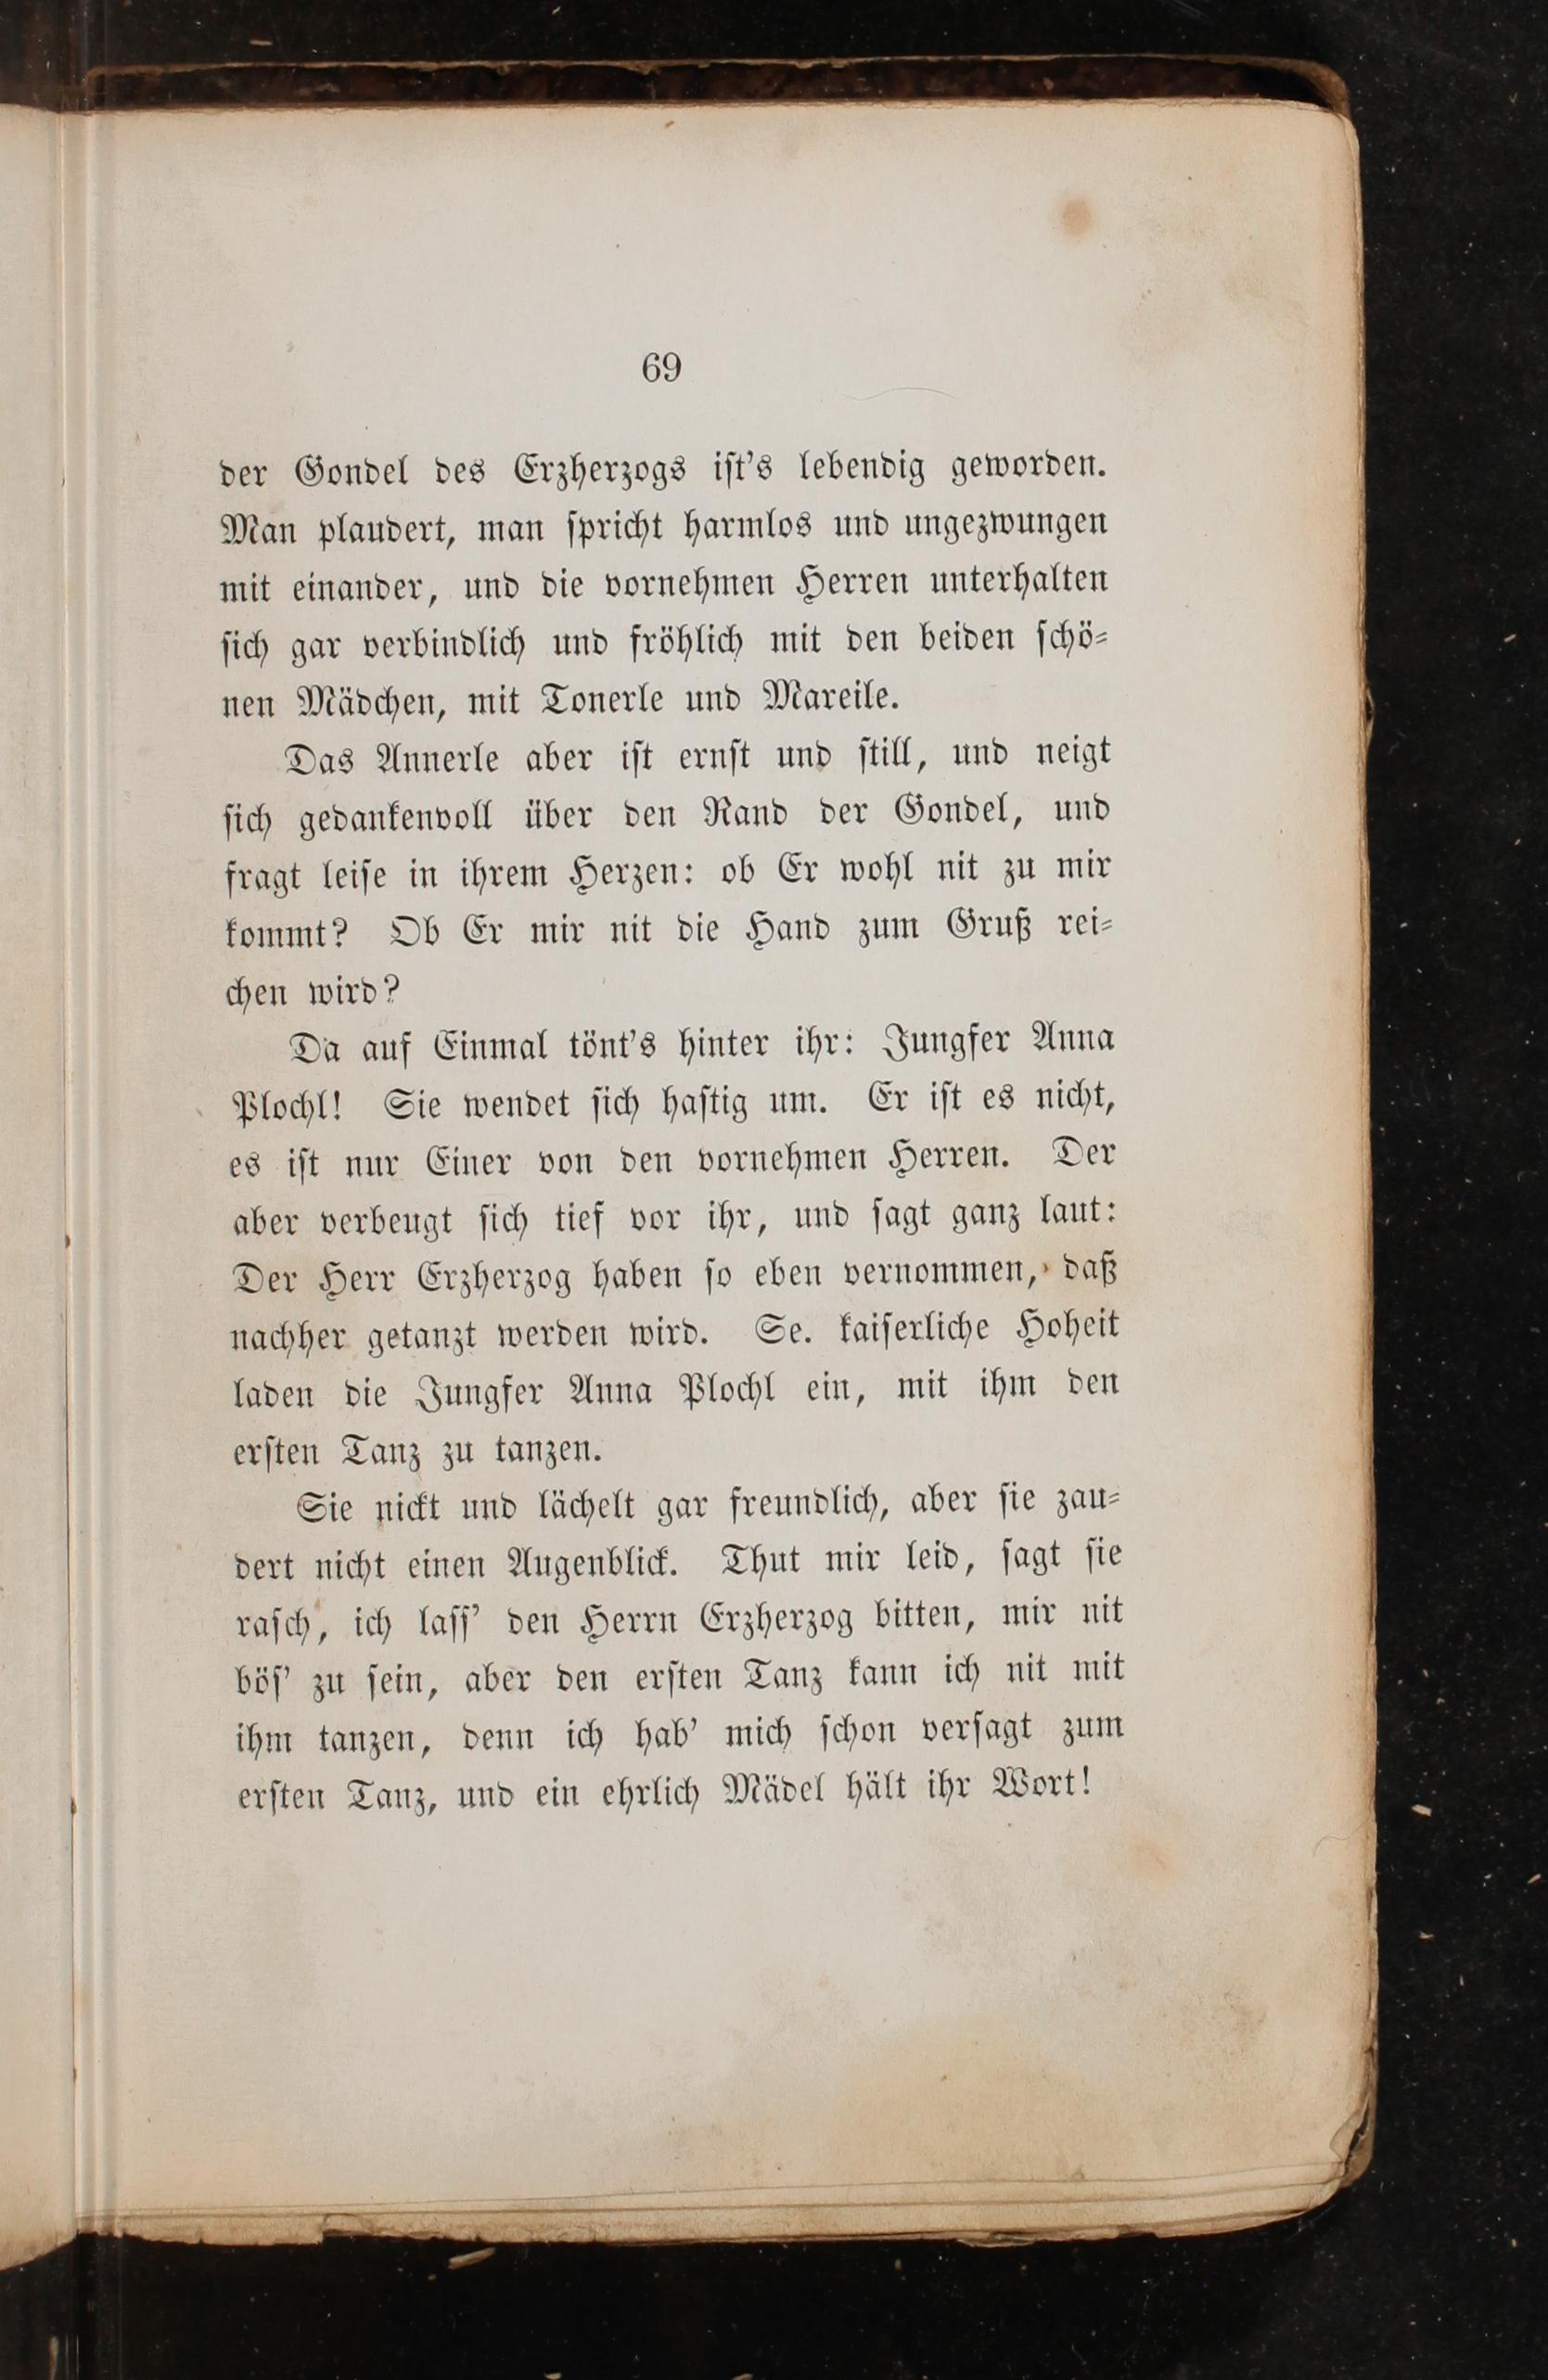 69
der Gondel des Erzherzogs iſt's lebendig geworden.
Man plaudert, man ſpricht harmlos und ungezwungen
mit einander, und die vornehmen Herren unterhalten
ſich gar verbindlich und fröhlich mit den beiden ſchö⸗
nen Mädchen, mit Tonerle und Mareile.
Das Annerle aber iſt ernſt und ſtill, und neigt
ſich gedankenvoll über den Rand der Gondel, und
fragt leiſe in ihrem Herzen: ob Er wohl nit zu mir
kommt? Ob Er mir nit die Hand zum Gruß rei⸗
chen wird?
Da auf Einmal tönt's hinter ihr: Jungfer Anna
Plochl! Sie wendet ſich haſtig um. Er iſt es nicht,
es iſt nur Einer von den vornehmen Herren. Der
aber verbeugt ſich tief vor ihr, und ſagt ganz laut:
Der Herr Erzherzog haben ſo eben vernommen, daß
nachher getanzt werden wird. Se. kaiſerliche Hoheit
laden die Jungfer Anna Plochl ein, mit ihm den
erſten Tanz zu tanzen.
Sie nickt und lächelt gar freundlich, aber ſie zau⸗
dert nicht einen Augenblick. Thut mir leid, ſagt ſie
raſch, ich laſſ' den Herrn Erzherzog bitten, mir nit
böſ' zu ſein, aber den erſten Tanz kann ich nit mit
ihm tanzen, denn ich hab' mich ſchon verſagt zum
erſten Tanz, und ein ehrlich Mädel hält ihr Wort!